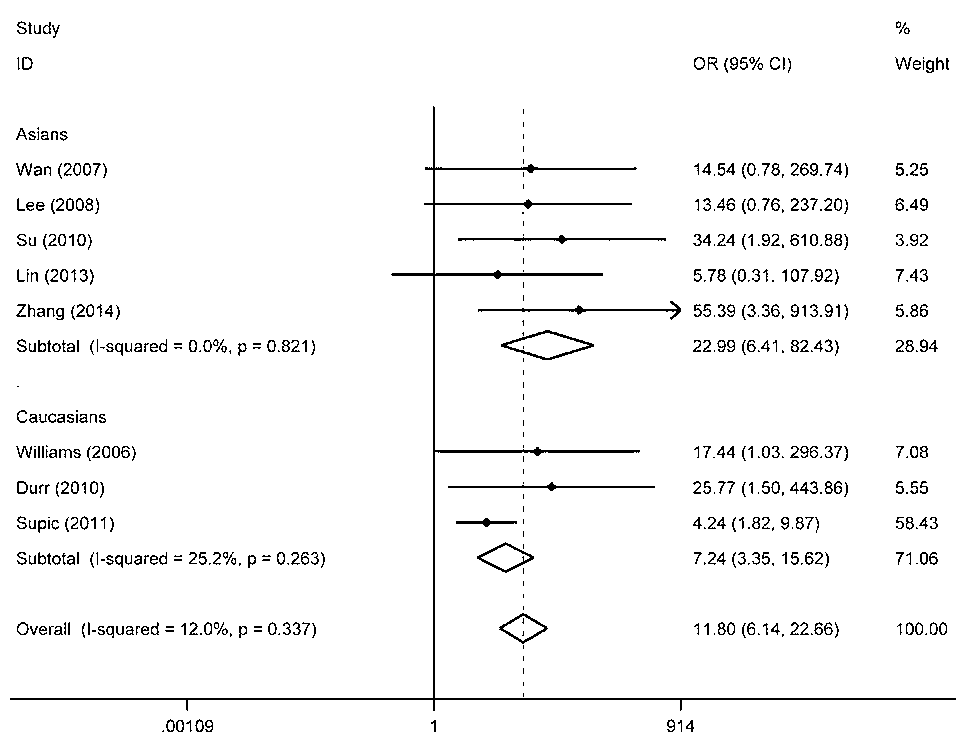 Study %
ID OR (95% CI) Weight
Asians
Wan (2007) 14.54 (0.78, 269.74) 5.25
Lee (2008) 13.46 (0.76, 237.20) 6.49
Su (2010) 34.24 (1.92, 610.88) 3.92
Lin (2013) 5.78 (0.31, 107.92) 7.43
Zhang (2014) 55.39 (3.36, 913.91) 5.86
Subtotal (I-squared = 0.0%, p = 0.821) 22.99 (6.41, 82.43) 28.94
.
Caucasians
Williams (2006) 17.44 (1.03, 296.37) 7.08
Durr (2010) 25.77 (1.50, 443.86) 5.55
Supic (2011) 4.24 (1.82, 9.87) 58.43
Subtotal (I-squared = 25.2%, p = 0.263) 7.24 (3.35, 15.62) 71.06
Overall (I-squared = 12.0%, p = 0.337) 11.80 (6.14, 22.66) 100.00
.00109 1 914